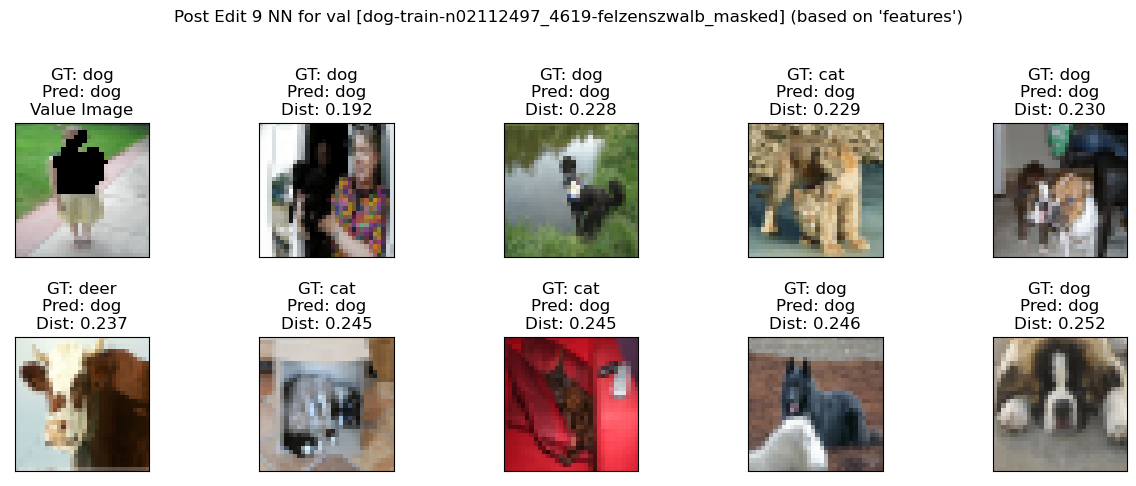 Post Edit 9 NN for val [dog-train-n02112497_4619-felzenszwalb_masked] (based on 'features')
GT: dog
Pred: dog
Value Image
GT: dog
Pred: dog
Dist: 0.192
GT: dog
Pred: dog
Dist: 0.228
GT: cat
Pred: dog
Dist: 0.229
GT: dog
Pred: dog
Dist: 0.230
GT: deer
Pred: dog
Dist: 0.237
GT: cat
Pred: dog
Dist: 0.245
GT: cat
Pred: dog
Dist: 0.245
GT: dog
Pred: dog
Dist: 0.246
GT: dog
Pred: dog
Dist: 0.252